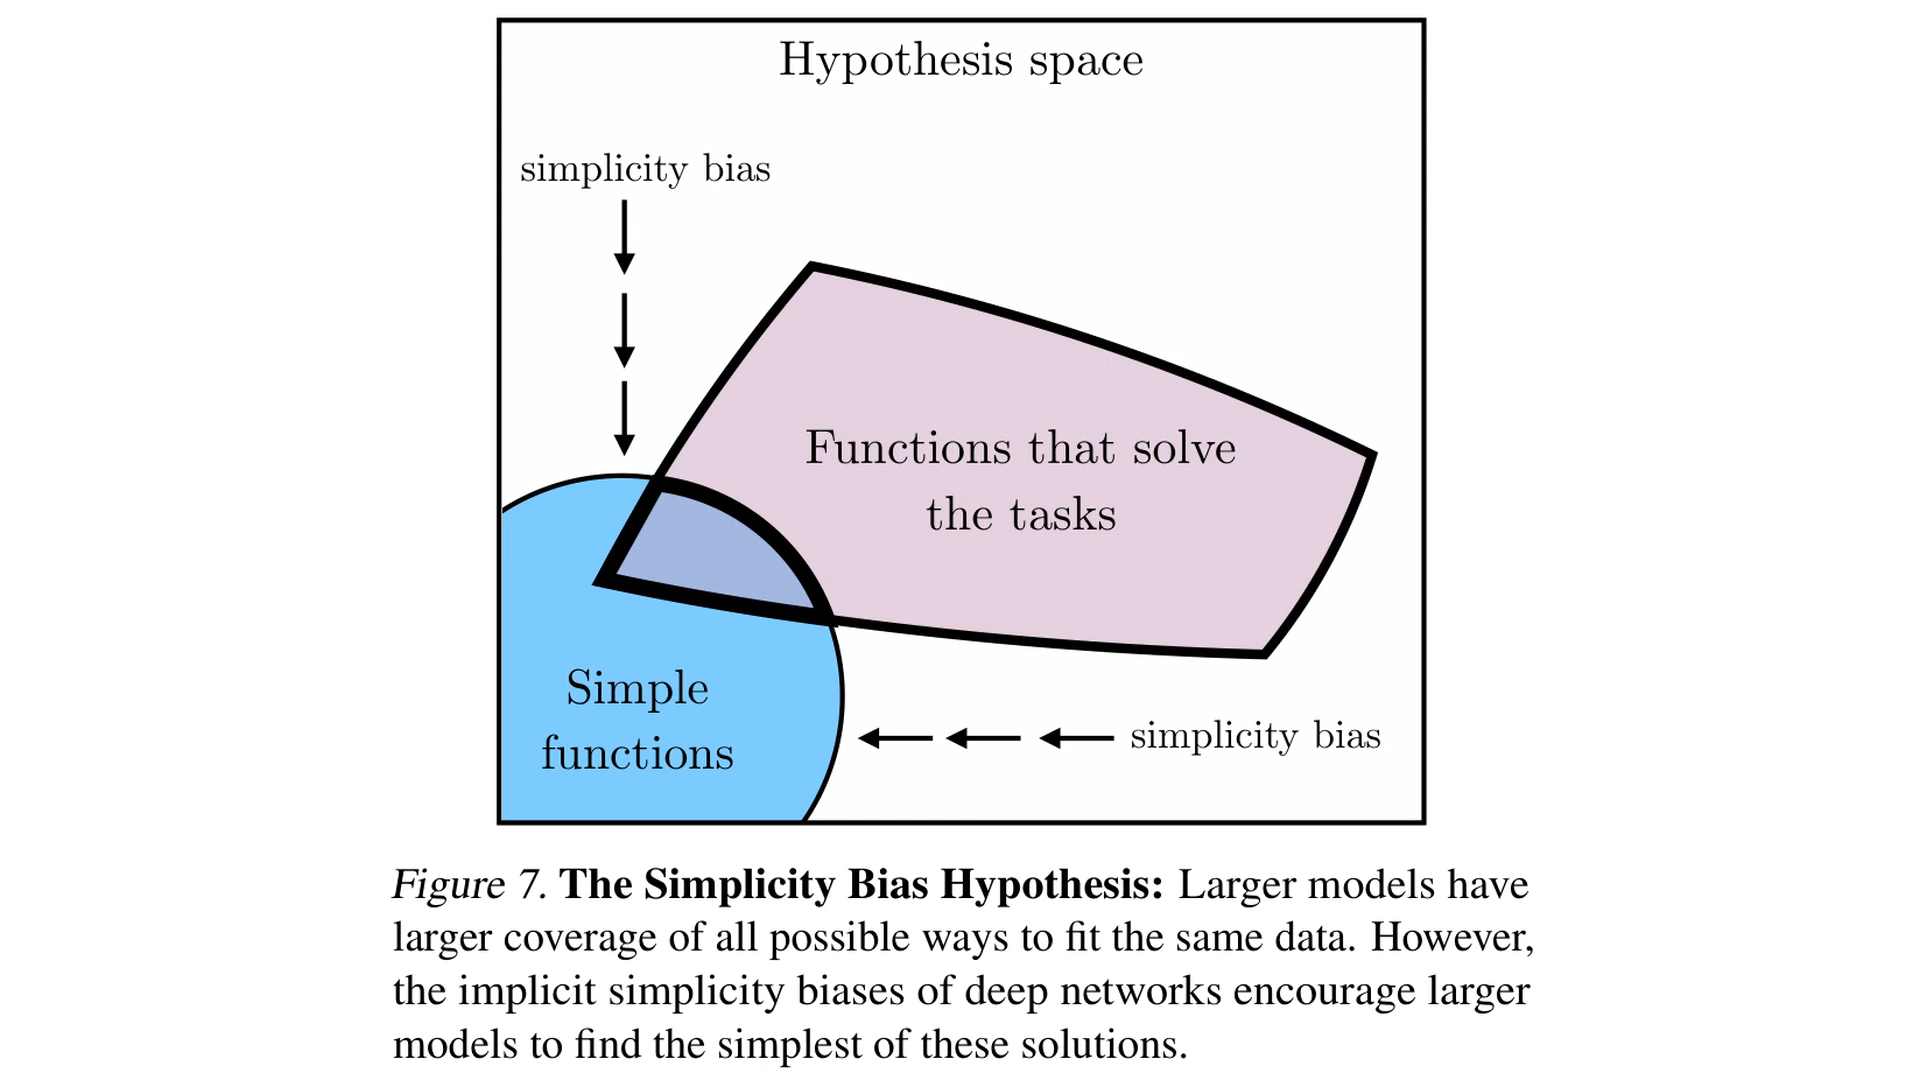 Hypothesis space
simplicity bias
Functions that solve
the tasks
Simple
functions
simplicity bias
Figure 7. The Simplicity Bias Hypothesis: Larger models have
larger coverage of all possible ways to fit the same data. However,
the implicit simplicity biases of deep networks encourage larger
models to find the simplest of these solutions.